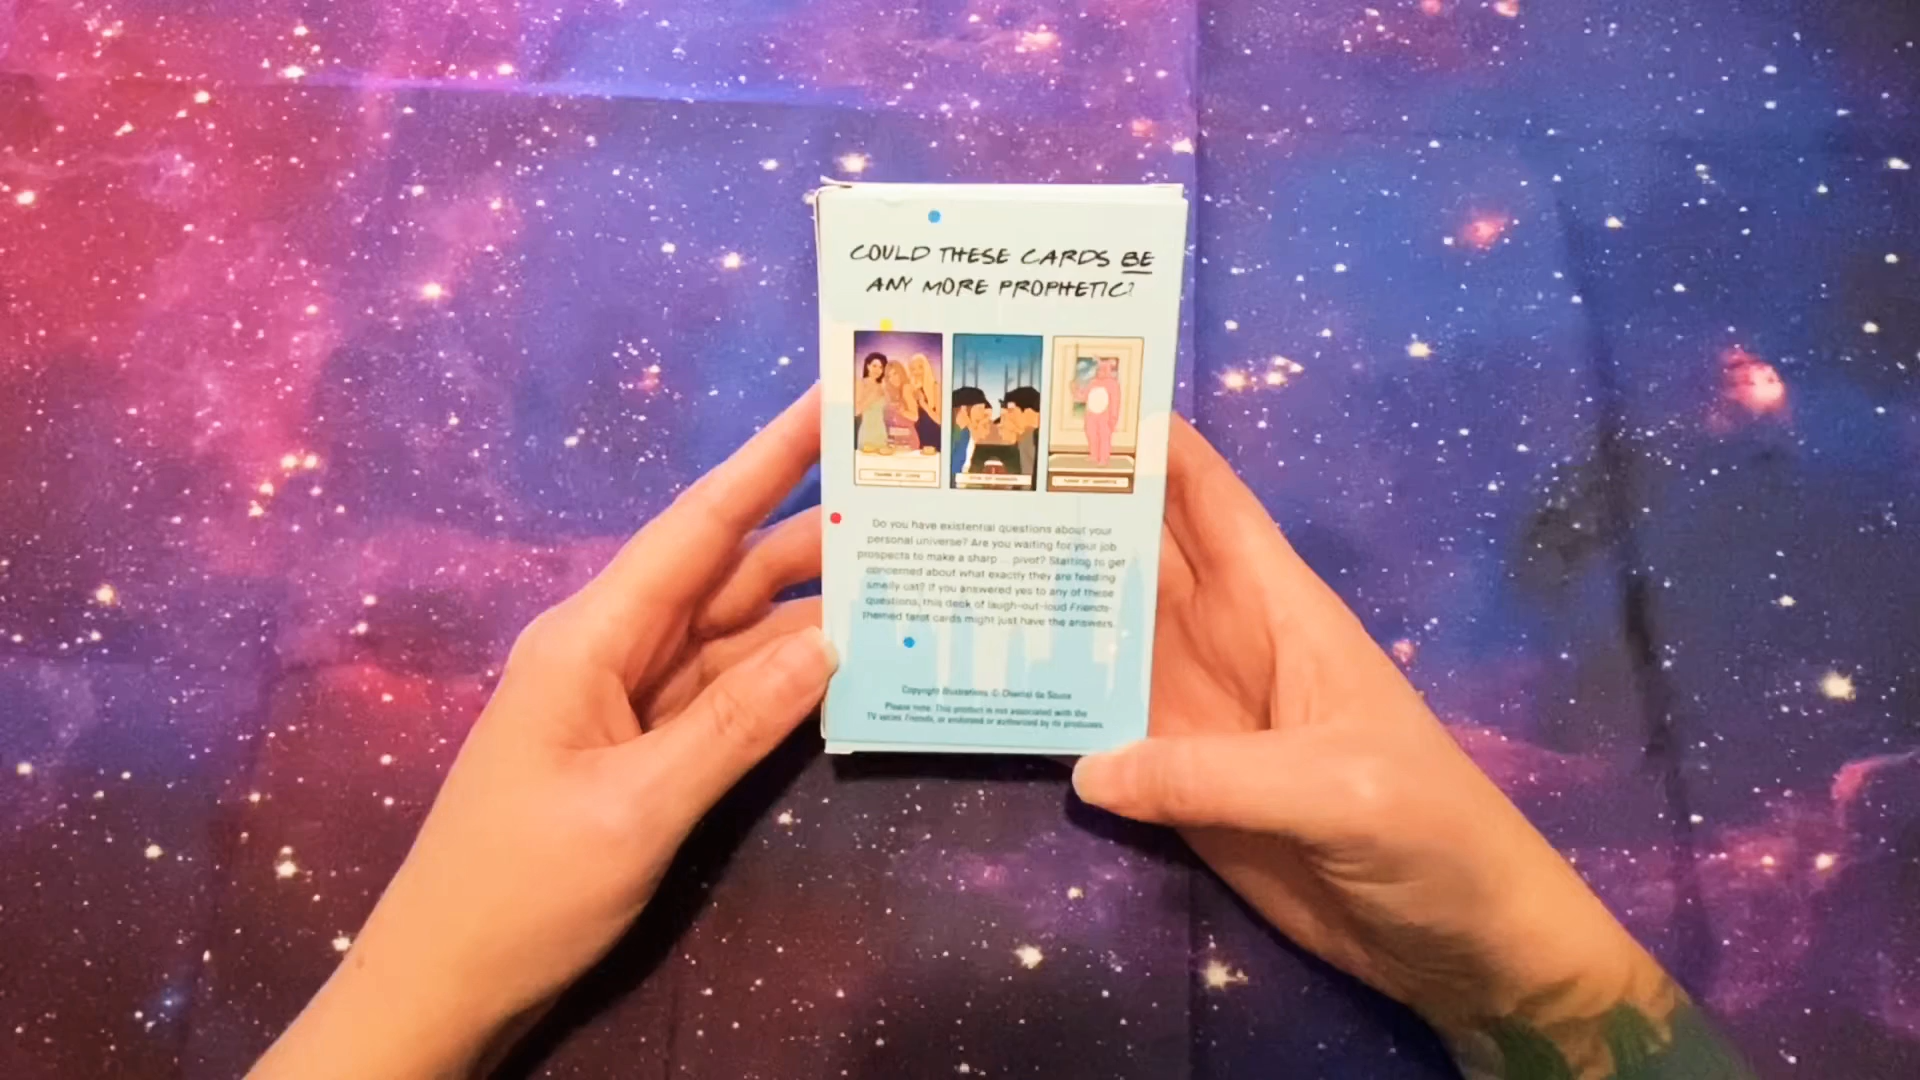 COULD THESE CARDS BE
ANY MORE PROPHETIC?
Do you have existential questions about your
personal universe? Are you waiting for your job
prospects to make a sharp ... pivot? Starting to get
concerned about what exactly they are feeding
smelly cat? If you answered yes to any of these
questions, this deck of laugh-out-loud Friends-
themed tarot cards might just have the answers.
Copyright illustrations © Chantel de Sousa
Please note: This product is not associated with the
TV series Friends, or endorsed or authorized by its producers.